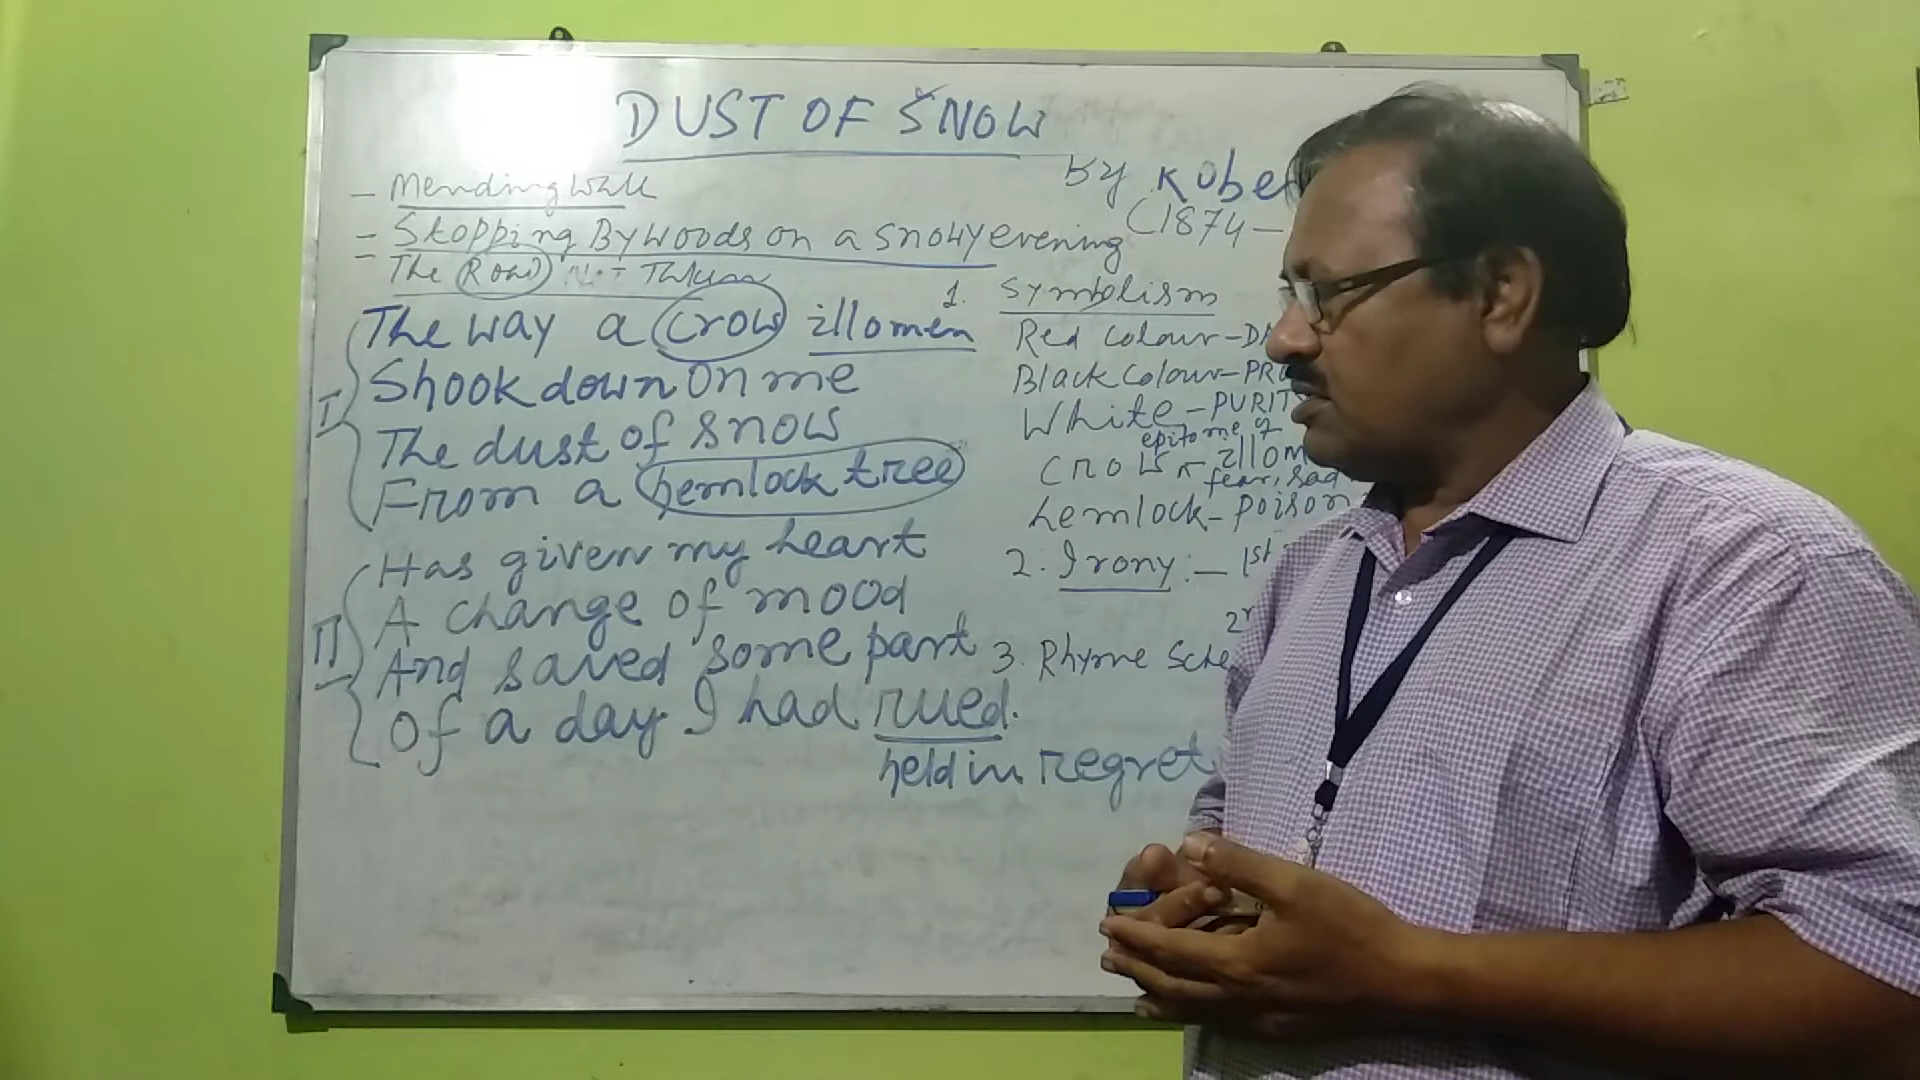 DUST OF SNOW
by Robe
(1874 –
– Mending Wall
= Stopping By Woods on a snowy evening
– The Road Not Taken
I
The way a crow illomen
Shook down on me
The dust of snow
From a hemlock tree
II
Has given my heart
A change of mood
And saved some part
Of a day I had rued.
held in regret
1. Symbolism
Red colour – DA
Black colour – PRO
White – PURIT
epitome of
crow – illom
fear, sad
hemlock – poison
2. Irony :– 1st
2n
3. Rhyme Sche